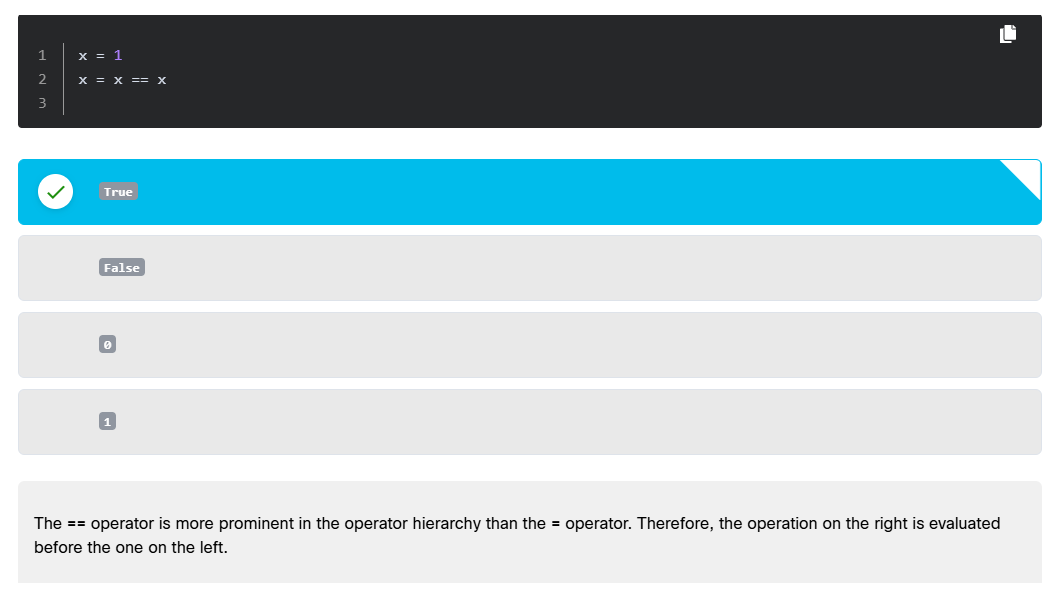 1 x = 1
2 x = x == x
3
True
False
0
1
The == operator is more prominent in the operator hierarchy than the = operator. Therefore, the operation on the right is evaluated
before the one on the left.